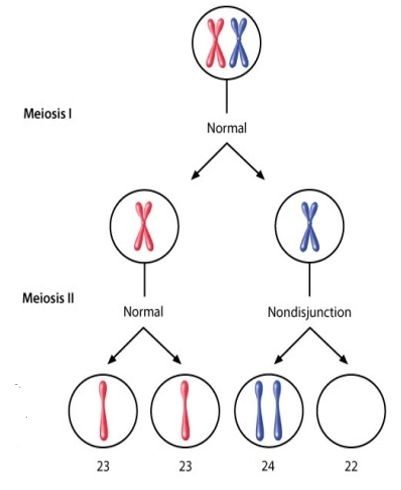 Meiosis I
Normal
Meiosis II
Normal
Nondisjunction
23
23
24
22